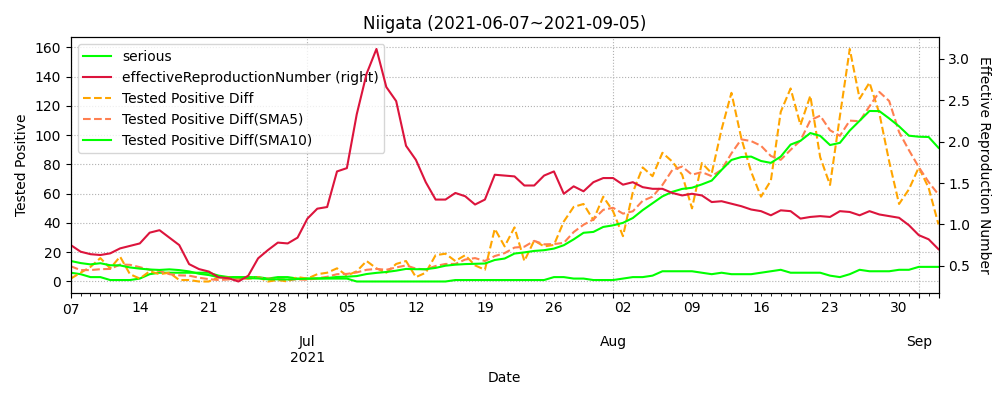 Niigata (2021-06-07~2021-09-05)
serious
effectiveReproductionNumber (right)
Tested Positive Diff
Tested Positive Diff(SMA5)
Tested Positive Diff(SMA10)
Tested Positive
160
140
120
100
80
60
40
20
0
3.0
2.5
2.0
1.5
1.0
0.5
Effective Reproduction Number
07 14 21 28 05 12 19 26 02 09 16 23 30
Jul Aug Sep
2021
Date